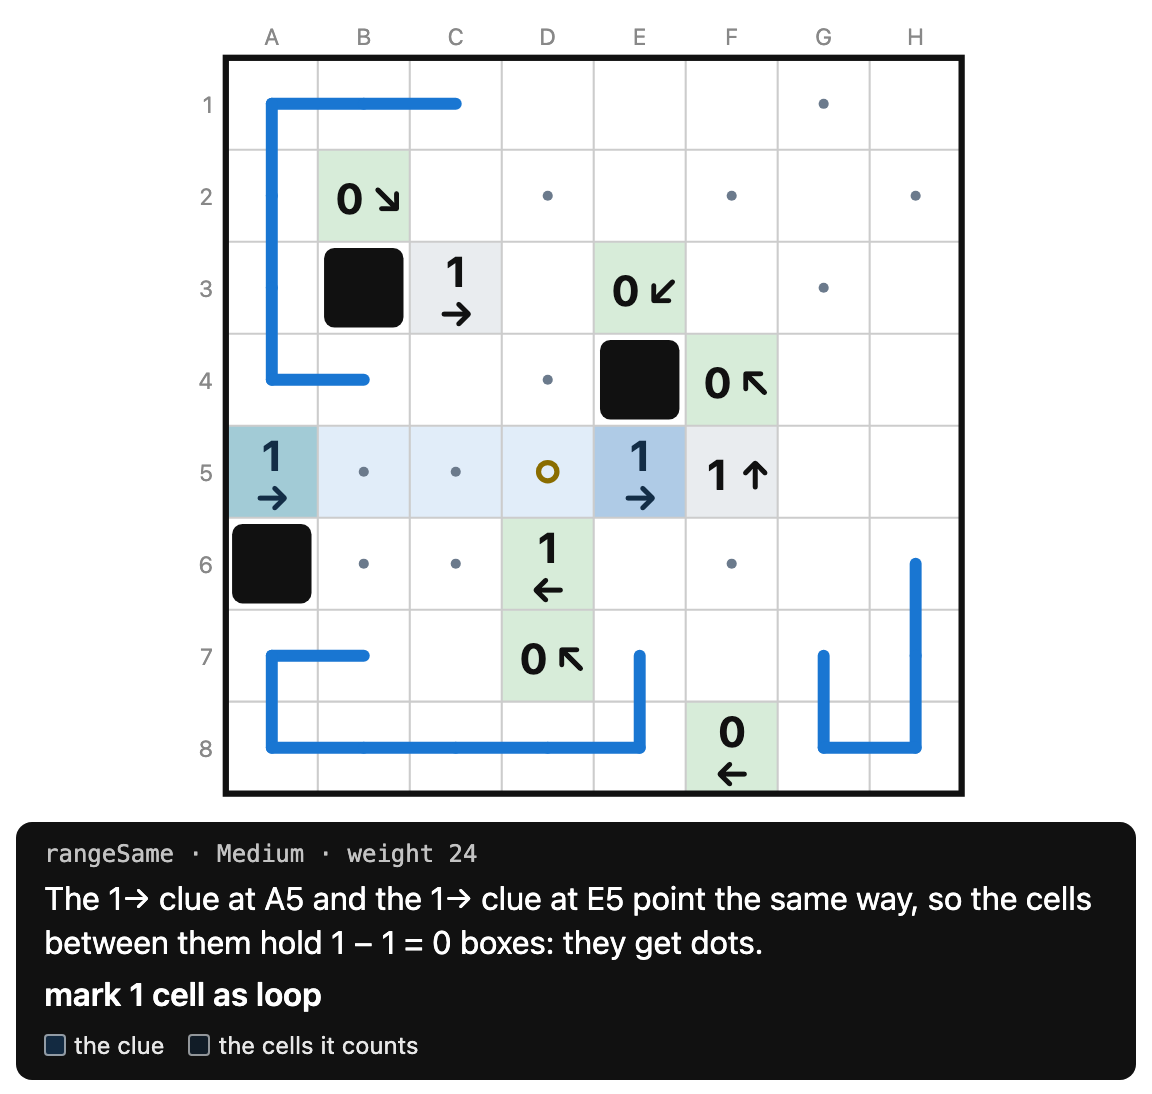 A B C D E F G H
1
2 0 ↘
3 1 → 0 ↙
4 0 ↖
5 1 → 1 → 1 ↑
6 1 ←
7 0 ↖
8 0 ←
rangeSame · Medium · weight 24
The 1→ clue at A5 and the 1→ clue at E5 point the same way, so the cells
between them hold 1 – 1 = 0 boxes: they get dots.
mark 1 cell as loop
the clue the cells it counts